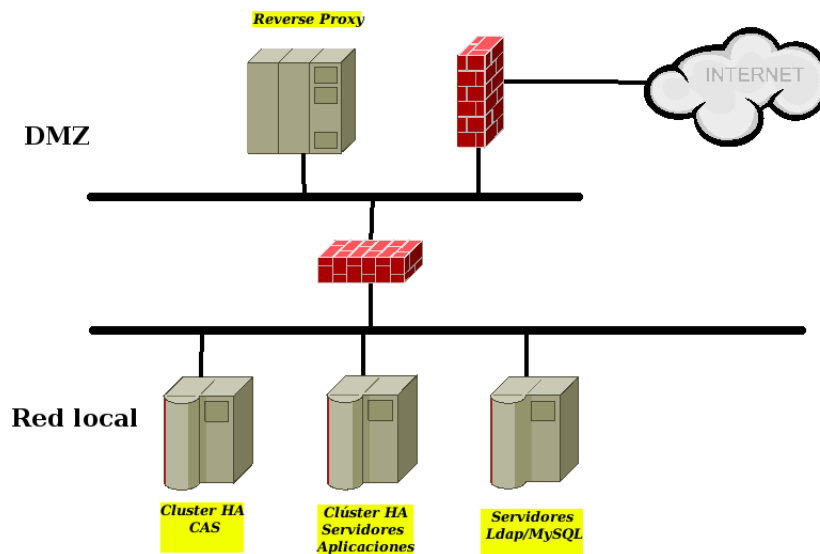 Reverse Proxy
INTERNET
DMZ
Red local
Cluster HA
CAS
Clúster HA
Servidores
Aplicaciones
Servidores
Ldap/MySQL